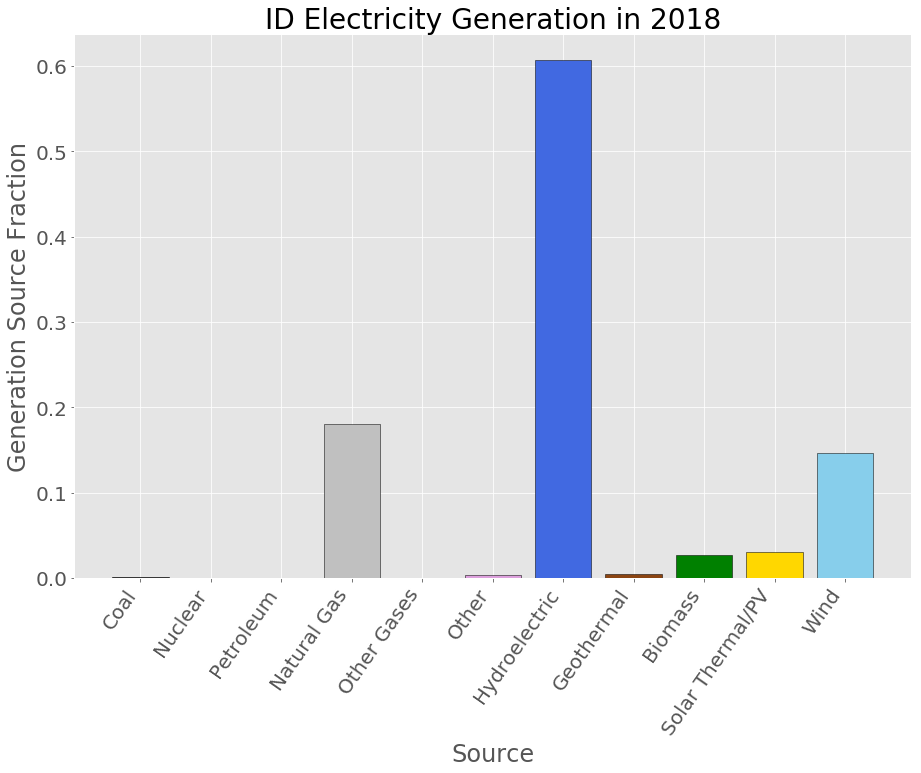 ID Electricity Generation in 2018
Generation Source Fraction
0.6
0.5
0.4
0.3
0.2
0.1
0.0
Coal
Nuclear
Petroleum
Natural Gas
Other Gases
Other
Hydroelectric
Geothermal
Biomass
Solar Thermal/PV
Wind
Source